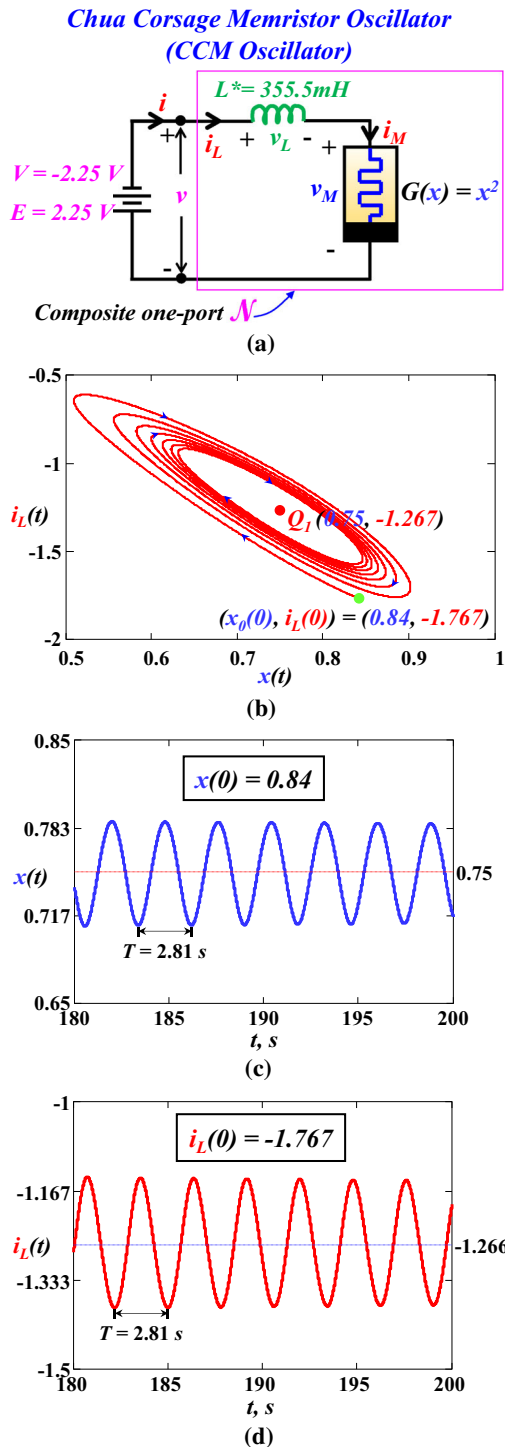 Chua Corsage Memristor Oscillator
(CCM Oscillator)
L*= 355.5mH
i
i_L
+ v_L -
i_M
+
+
V = -2.25 V
E = 2.25 V
v
v_M
G(x) = x²
-
-
Composite one-port 𝒩
(a)
-0.5
-1
i_L(t)
-1.5
-2
Q₁ (0.75, -1.267)
(x₀(0), i_L(0)) = (0.84, -1.767)
0.5 0.6 0.7 0.8 0.9 1
x(t)
(b)
0.85
x(0) = 0.84
0.783
x(t)
0.75
0.717
T = 2.81 s
0.65
180 185 190 195 200
t, s
(c)
-1
i_L(0) = -1.767
-1.167
i_L(t)
-1.266
-1.333
T = 2.81 s
-1.5
180 185 190 195 200
t, s
(d)